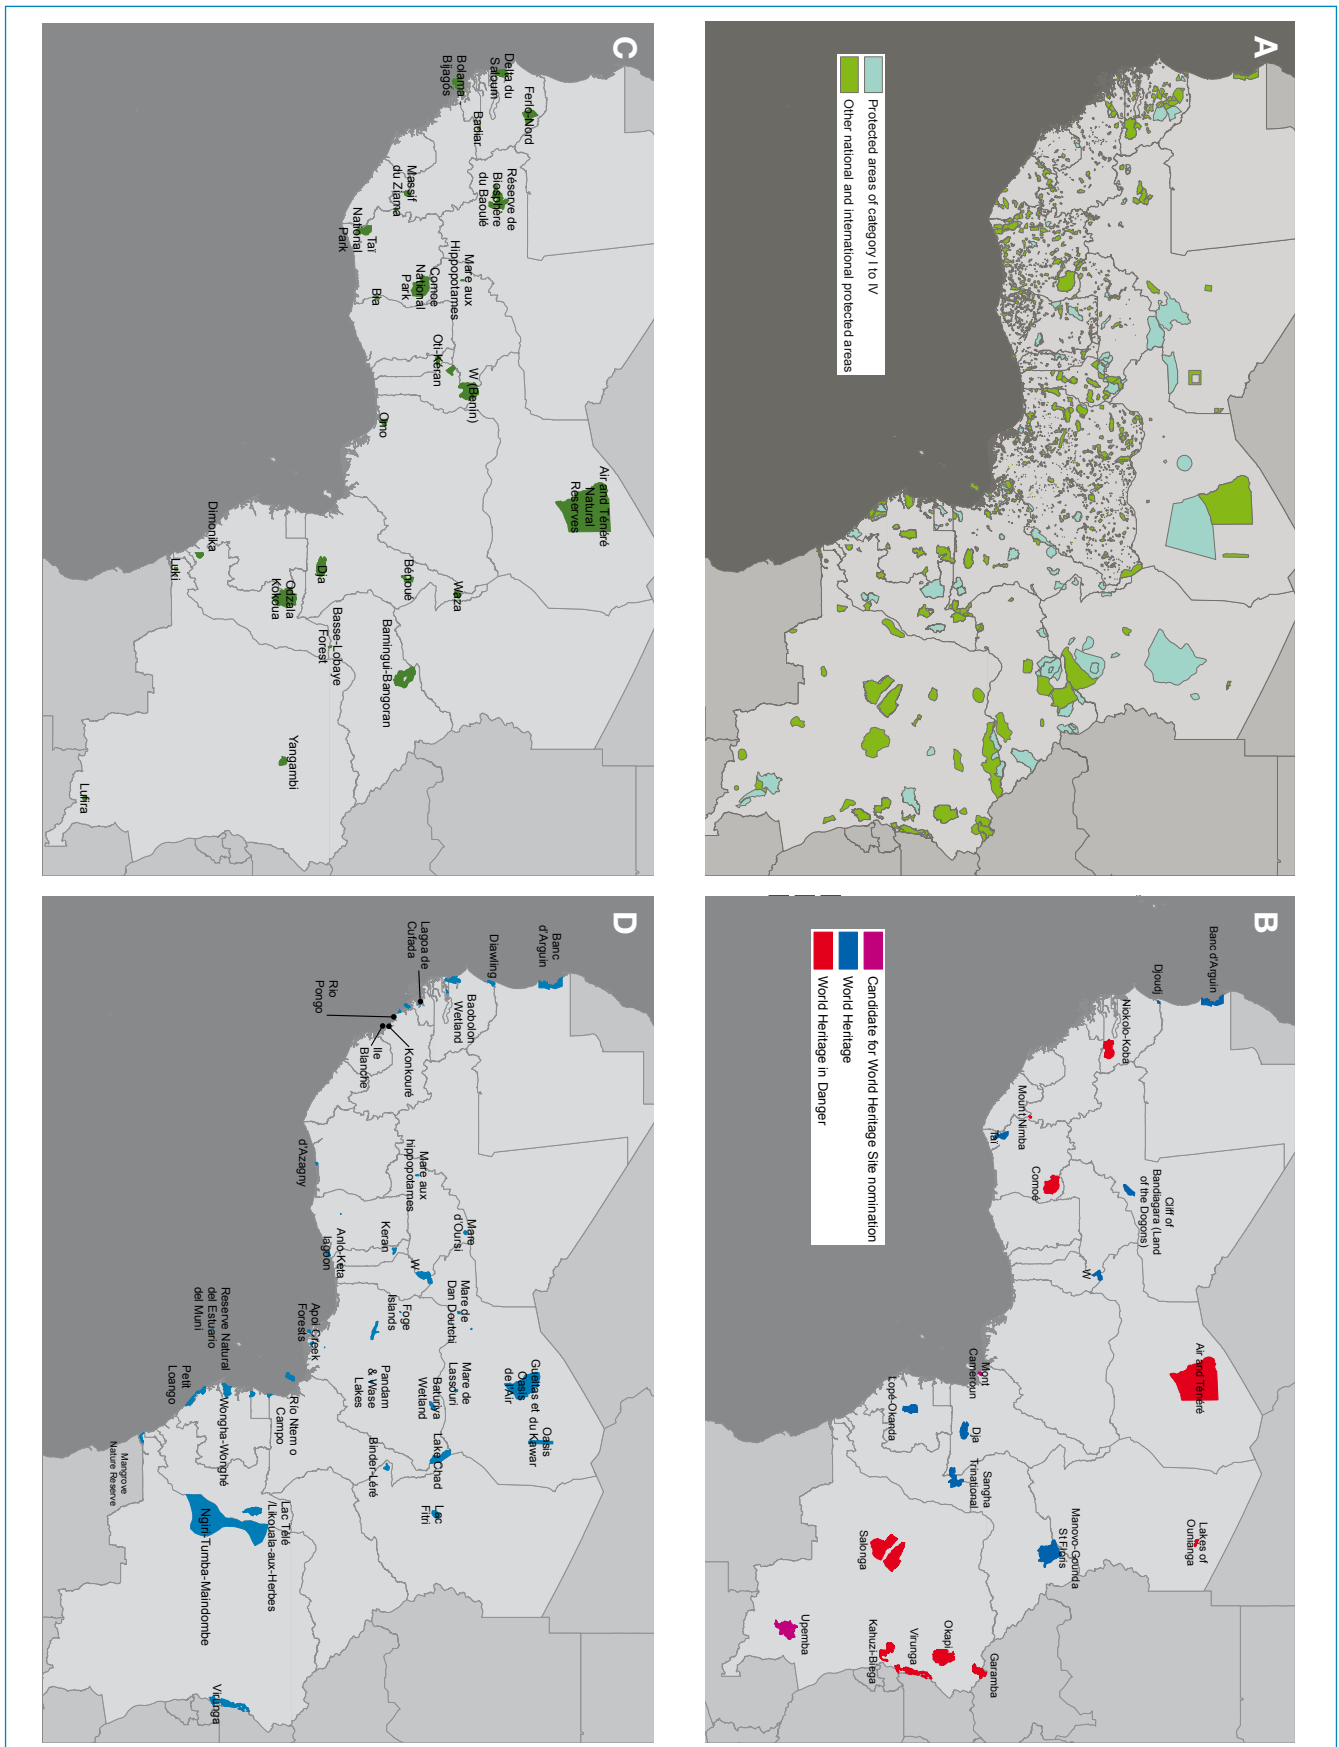 A
Protected areas of category I to IV
Other national and international protected areas
B
Candidate for World Heritage Site nomination
World Heritage
World Heritage in Danger
Banc d'Arguin
Djoudj
Niokolo-Koba
Mount Nimba
Taï
Comoé
Cliff of
Bandiagara (Land
of the Dogons)
W
Aïr and Ténéré
Mont
Cameroun
Lopé-Okanda
Dja
Sangha
Trinational
Manovo-Gounda
St Floris
Lakes of
Ounianga
Salonga
Okapi
Garamba
Virunga
Kahuzi-Biega
Upemba
C
Delta du
Saloum
Bolama
Bijagós
Ferlo-Nord
Badiar
Réserve de
Biosphère
du Baoulé
Massif
du Ziama
Taï
National
Park
Mare aux
Hippopotames
Comoe
National
Park
Bia
Oti-Kéran
W (Benin)
Omo
Aïr and Ténéré
Natural
Reserves
Dimonika
Luki
Dja
Odzala
Kokoua
Bénoué
Waza
Basse-Lobaye
Forest
Bamingui-Bangoran
Yangambi
Lufira
D
Banc
d'Arguin
Diawling
Lagoa de
Cufada
Baobolon
Wetland
Rio
Pongo
Konkouré
Ile
Blanche
d'Azagny
Mare aux
hippopotames
Mare
d'Oursi
Keran
Anlo-Keta
lagoon
W
Mare de
Dan Doutchi
Foge
Islands
Apoi Creek
Forests
Gueltas et
Oasis
de l'Aïr
Oasis
du Kawar
Mare de
Lassouri
Baturiya
Wetland
Pandam
& Wase
Lakes
Lake Chad
Binder-Léré
Lac
Fitri
Reserve Natural
del Estuario
del Muni
Petit
Loango
Río Ntem o
Campo
Wongha-Wonghé
Mangrove
Nature Reserve
Lac Télé
/Likouala-aux-Herbes
Ngiri-Tumba-Maindombe
Virunga